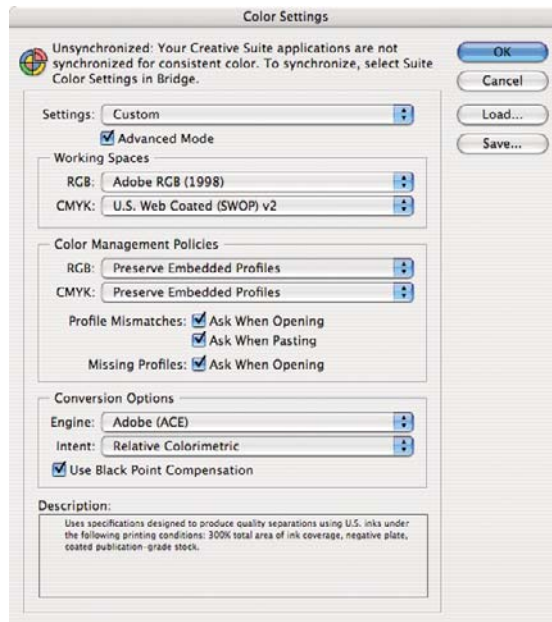 Color Settings
Unsynchronized: Your Creative Suite applications are not
synchronized for consistent color. To synchronize, select Suite
Color Settings in Bridge.
OK
Cancel
Load...
Save...
Settings: Custom
Advanced Mode
Working Spaces
RGB: Adobe RGB (1998)
CMYK: U.S. Web Coated (SWOP) v2
Color Management Policies
RGB: Preserve Embedded Profiles
CMYK: Preserve Embedded Profiles
Profile Mismatches: Ask When Opening
Ask When Pasting
Missing Profiles: Ask When Opening
Conversion Options
Engine: Adobe (ACE)
Intent: Relative Colorimetric
Use Black Point Compensation
Description:
Uses specifications designed to produce quality separations using U.S. inks under
the following printing conditions: 300% total area of ink coverage, negative plate,
coated publication-grade stock.